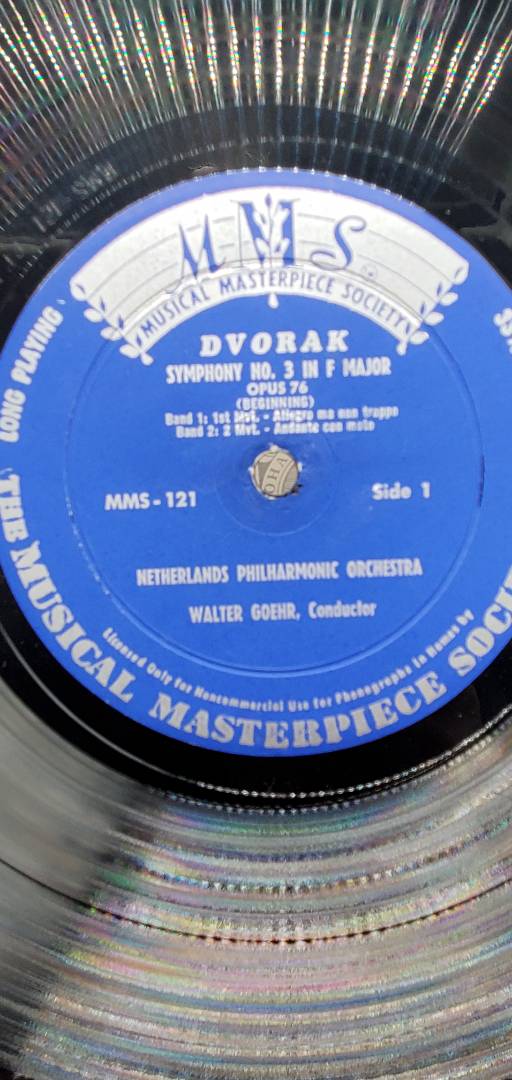 MMS
MUSICAL MASTERPIECE SOCIETY
DVORAK
SYMPHONY NO. 3 IN F MAJOR
OPUS 76
(BEGINNING)
Band 1: 1st Mvt. - Allegro ma non troppo
Band 2: 2 Mvt. - Andante con moto
MMS-121
Side 1
NETHERLANDS PHILHARMONIC ORCHESTRA
WALTER GOEHR, Conductor
Licensed Only for Noncommercial Use for Phonographs in Homes by
THE MUSICAL MASTERPIECE SOCIE
LONG PLAYING
33